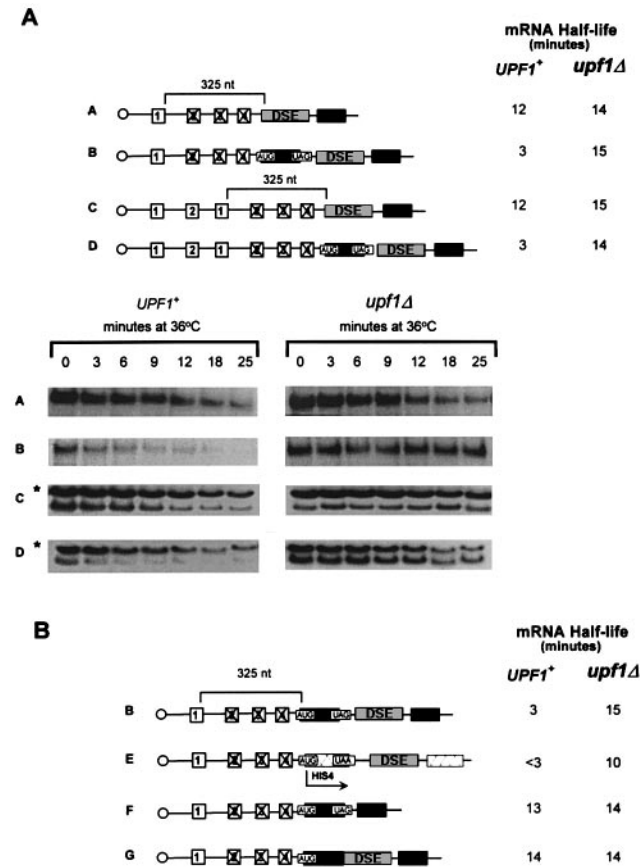 A
mRNA Half-life
(minutes)
UPF1+ upf1Δ
325 nt
A 1 X X X DSE 12 14
B 1 X X X AUG UAG DSE 3 15
325 nt
C 1 2 1 X X X DSE 12 15
D 1 2 1 X X X AUG UAG DSE 3 14
UPF1+ upf1Δ
minutes at 36°C minutes at 36°C
0 3 6 9 12 18 25 0 3 6 9 12 18 25
A
B
C *
D *
B
mRNA Half-life
(minutes)
UPF1+ upf1Δ
325 nt
B 1 X X X AUG UAG DSE 3 15
E 1 X X X AUG UAA DSE <3 10
HIS4
F 1 X X X AUG UAG 13 14
G 1 X X X AUG DSE 14 14